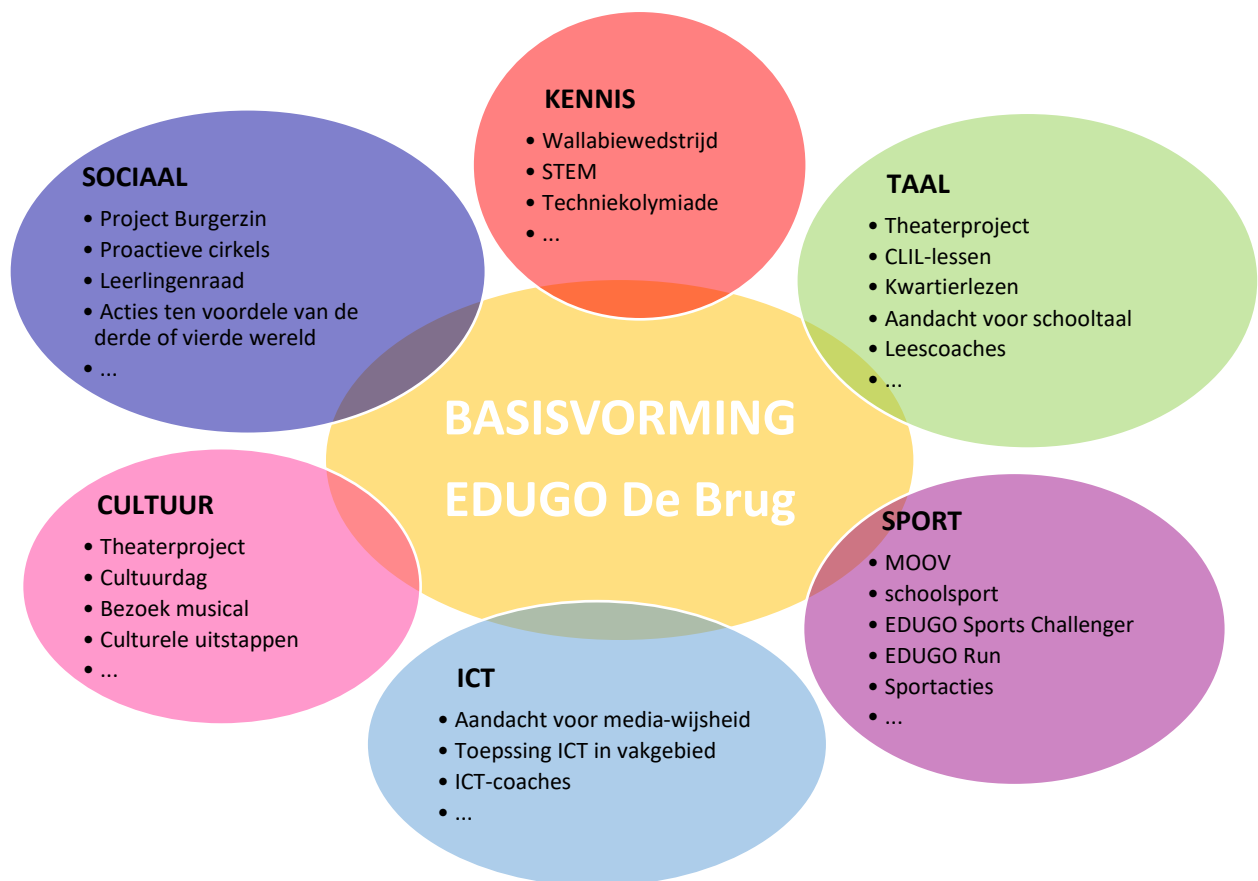 KENNIS
• Wallabiewedstrijd
• STEM
• Techniekolymiade
• ...
SOCIAAL
• Project Burgerzin
• Proactieve cirkels
• Leerlingenraad
• Acties ten voordele van de
derde of vierde wereld
• ...
TAAL
• Theaterproject
• CLIL-lessen
• Kwartierlezen
• Aandacht voor schooltaal
• Leescoaches
• ...
BASISVORMING
EDUGO De Brug
CULTUUR
• Theaterproject
• Cultuurdag
• Bezoek musical
• Culturele uitstappen
• ...
SPORT
• MOOV
• schoolsport
• EDUGO Sports Challenger
• EDUGO Run
• Sportacties
• ...
ICT
• Aandacht voor media-wijsheid
• Toepssing ICT in vakgebied
• ICT-coaches
• ...